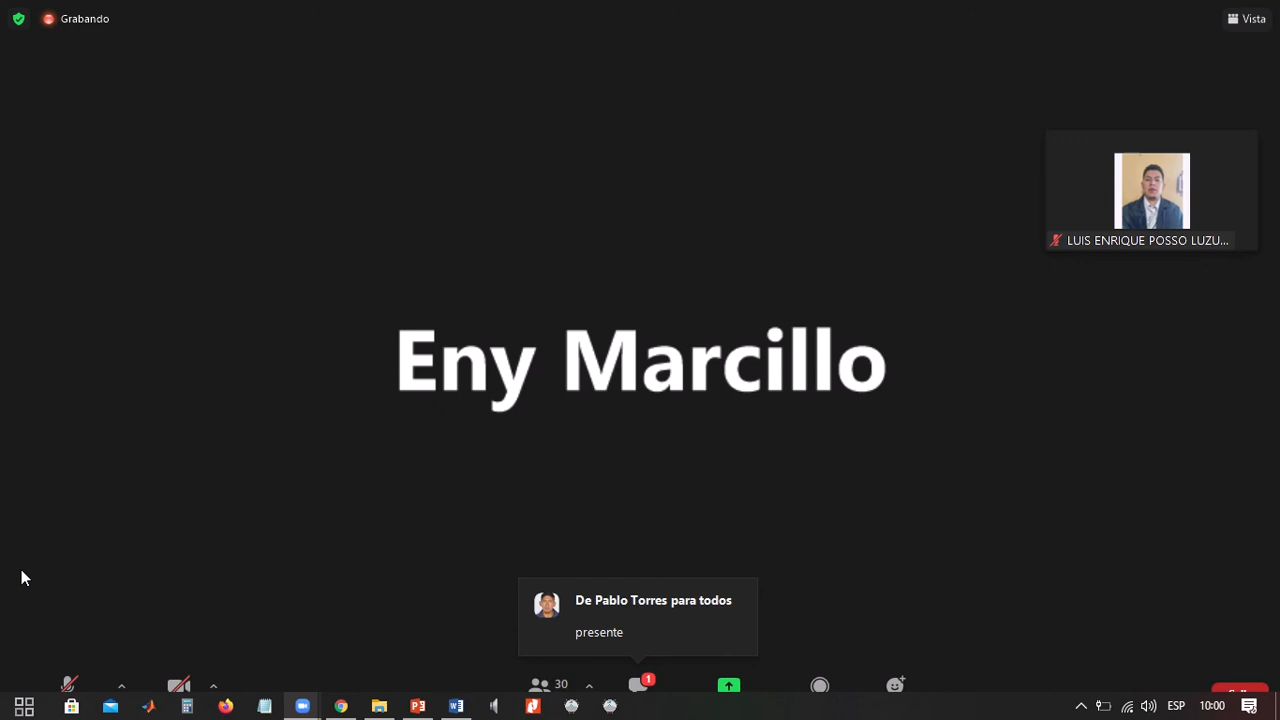 Grabando
Vista
LUIS ENRIQUE POSSO LUZU...
Eny Marcillo
De Pablo Torres para todos
presente
30
1
ESP
10:00